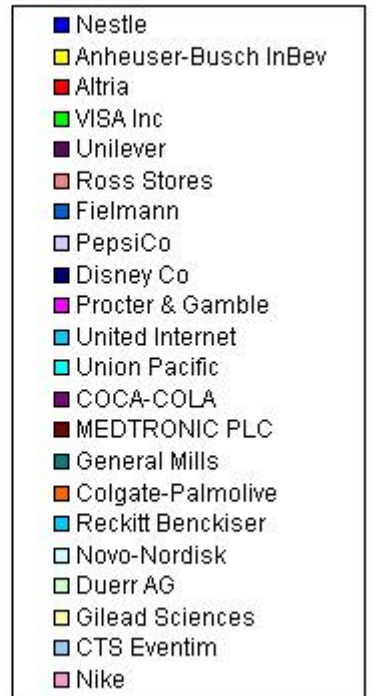 Nestle
Anheuser-Busch InBev
Altria
VISA Inc
Unilever
Ross Stores
Fielmann
PepsiCo
Disney Co
Procter & Gamble
United Internet
Union Pacific
COCA-COLA
MEDTRONIC PLC
General Mills
Colgate-Palmolive
Reckitt Benckiser
Novo-Nordisk
Duerr AG
Gilead Sciences
CTS Eventim
Nike